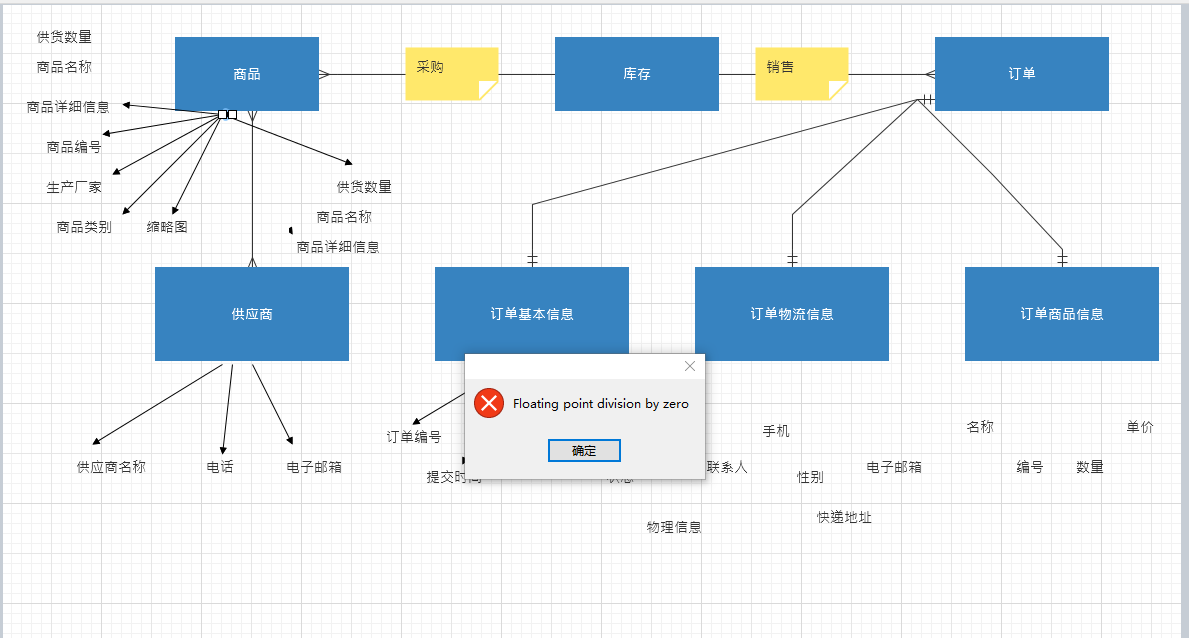 供货数量
商品名称
商品详细信息
商品编号
生产厂家
商品类别
缩略图
商品
采购
库存
销售
订单
供货数量
商品名称
商品详细信息
供应商
订单基本信息
订单物流信息
订单商品信息
Floating point division by zero
确定
供应商名称
电话
电子邮箱
订单编号
提交时间
状态
物理信息
手机
联系人
性别
电子邮箱
快递地址
名称
单价
编号
数量